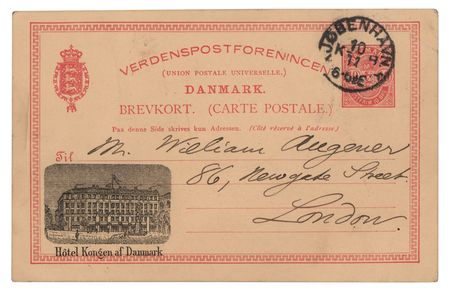 VERDENSPOSTFORENINGEN
(UNION POSTALE UNIVERSELLE.)
DANMARK.
BREVKORT. (CARTE POSTALE.)
Paa denne Side skrives kun Adressen. (Côté réservé à l'adresse.)
KJØBENHAVN
Til
Mr. William Augener
86, Newgate Street
London.
Hôtel Kongen af Danmark